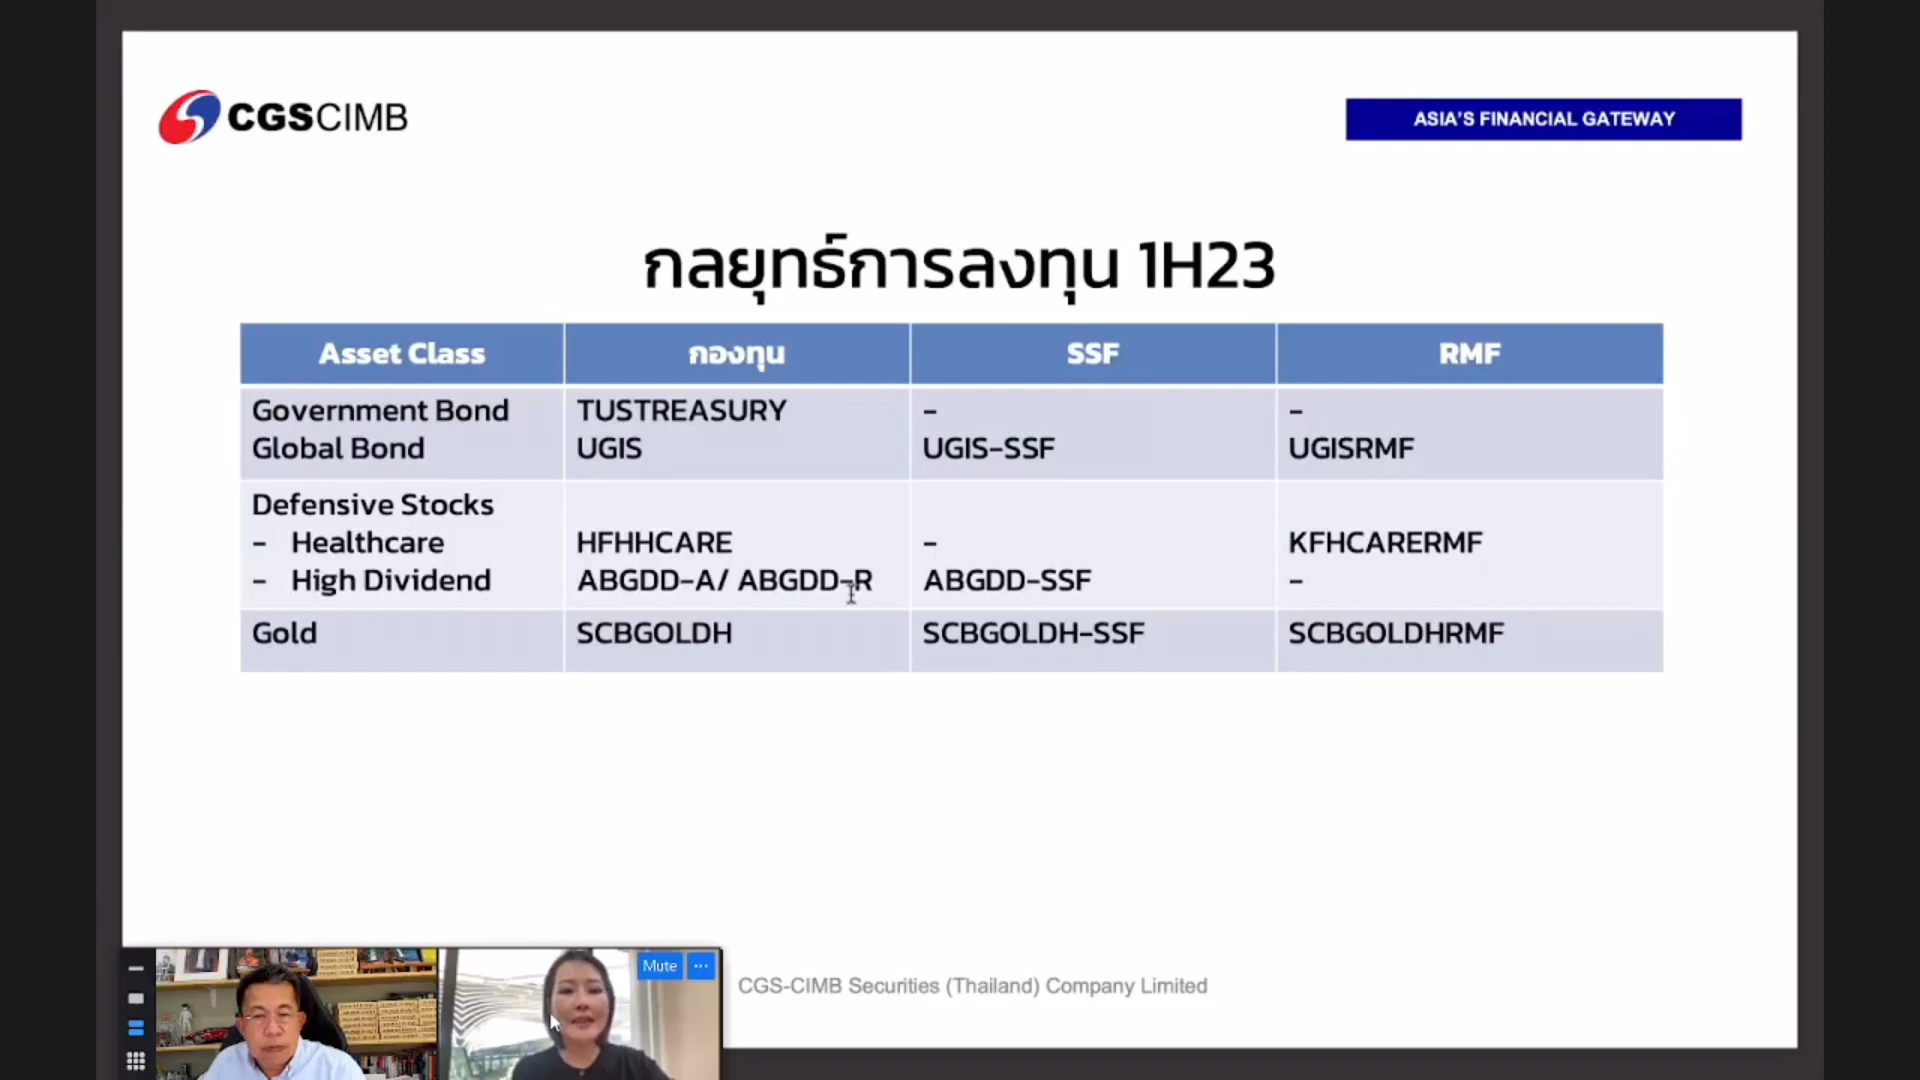 CGSCIMB
ASIA'S FINANCIAL GATEWAY
กลยุทธ์การลงทุน 1H23
Asset Class กองทุน SSF RMF
Government Bond TUSTREASURY - -
Global Bond UGIS UGIS-SSF UGISRMF
Defensive Stocks
- Healthcare HFHHCARE - KFHCARERMF
- High Dividend ABGDD-A/ ABGDD-R ABGDD-SSF -
Gold SCBGOLDH SCBGOLDH-SSF SCBGOLDHRMF
Mute
CGS-CIMB Securities (Thailand) Company Limited